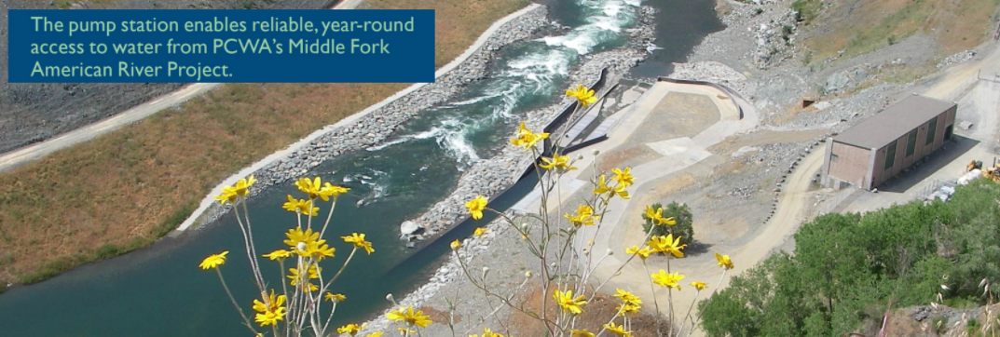 The pump station enables reliable, year-round
access to water from PCWA's Middle Fork
American River Project.